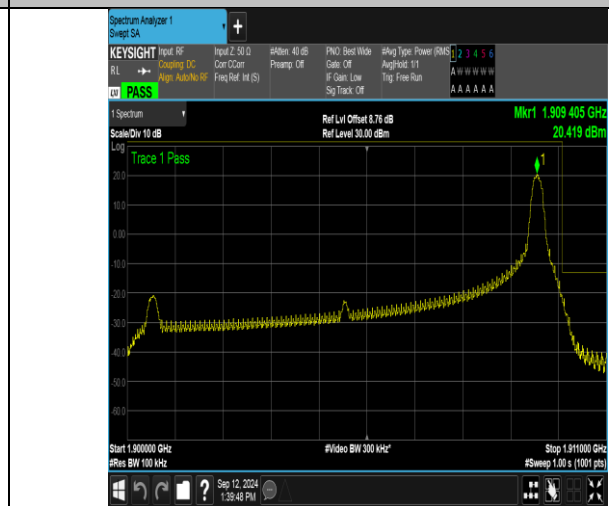 Spectrum Analyzer 1
Swept SA
+
KEYSIGHT Input: RF Input Z: 50 Ω #Atten: 40 dB PNO: Best Wide #Avg Type: Power (RMS 1 2 3 4 5 6
RL Coupling: DC Corr CCorr Preamp: Off Gate: Off Avg|Hold: 1/1 A W W W W W
Align: Auto/No RF Freq Ref: Int (S) IF Gain: Low Trig: Free Run
LXI PASS Sig Track: Off A A A A A A
1 Spectrum Ref Lvl Offset 8.76 dB Mkr1 1.909 405 GHz
Scale/Div 10 dB Ref Level 30.00 dBm 20.419 dBm
Log
Trace 1 Pass
1
20.0
10.0
0.00
-10.0
-20.0
-30.0
-40.0
-50.0
-60.0
Start 1.900000 GHz #Video BW 300 kHz* Stop 1.911000 GHz
#Res BW 100 kHz #Sweep 1.00 s (1001 pts)
? Sep 12, 2024
1:39:48 PM